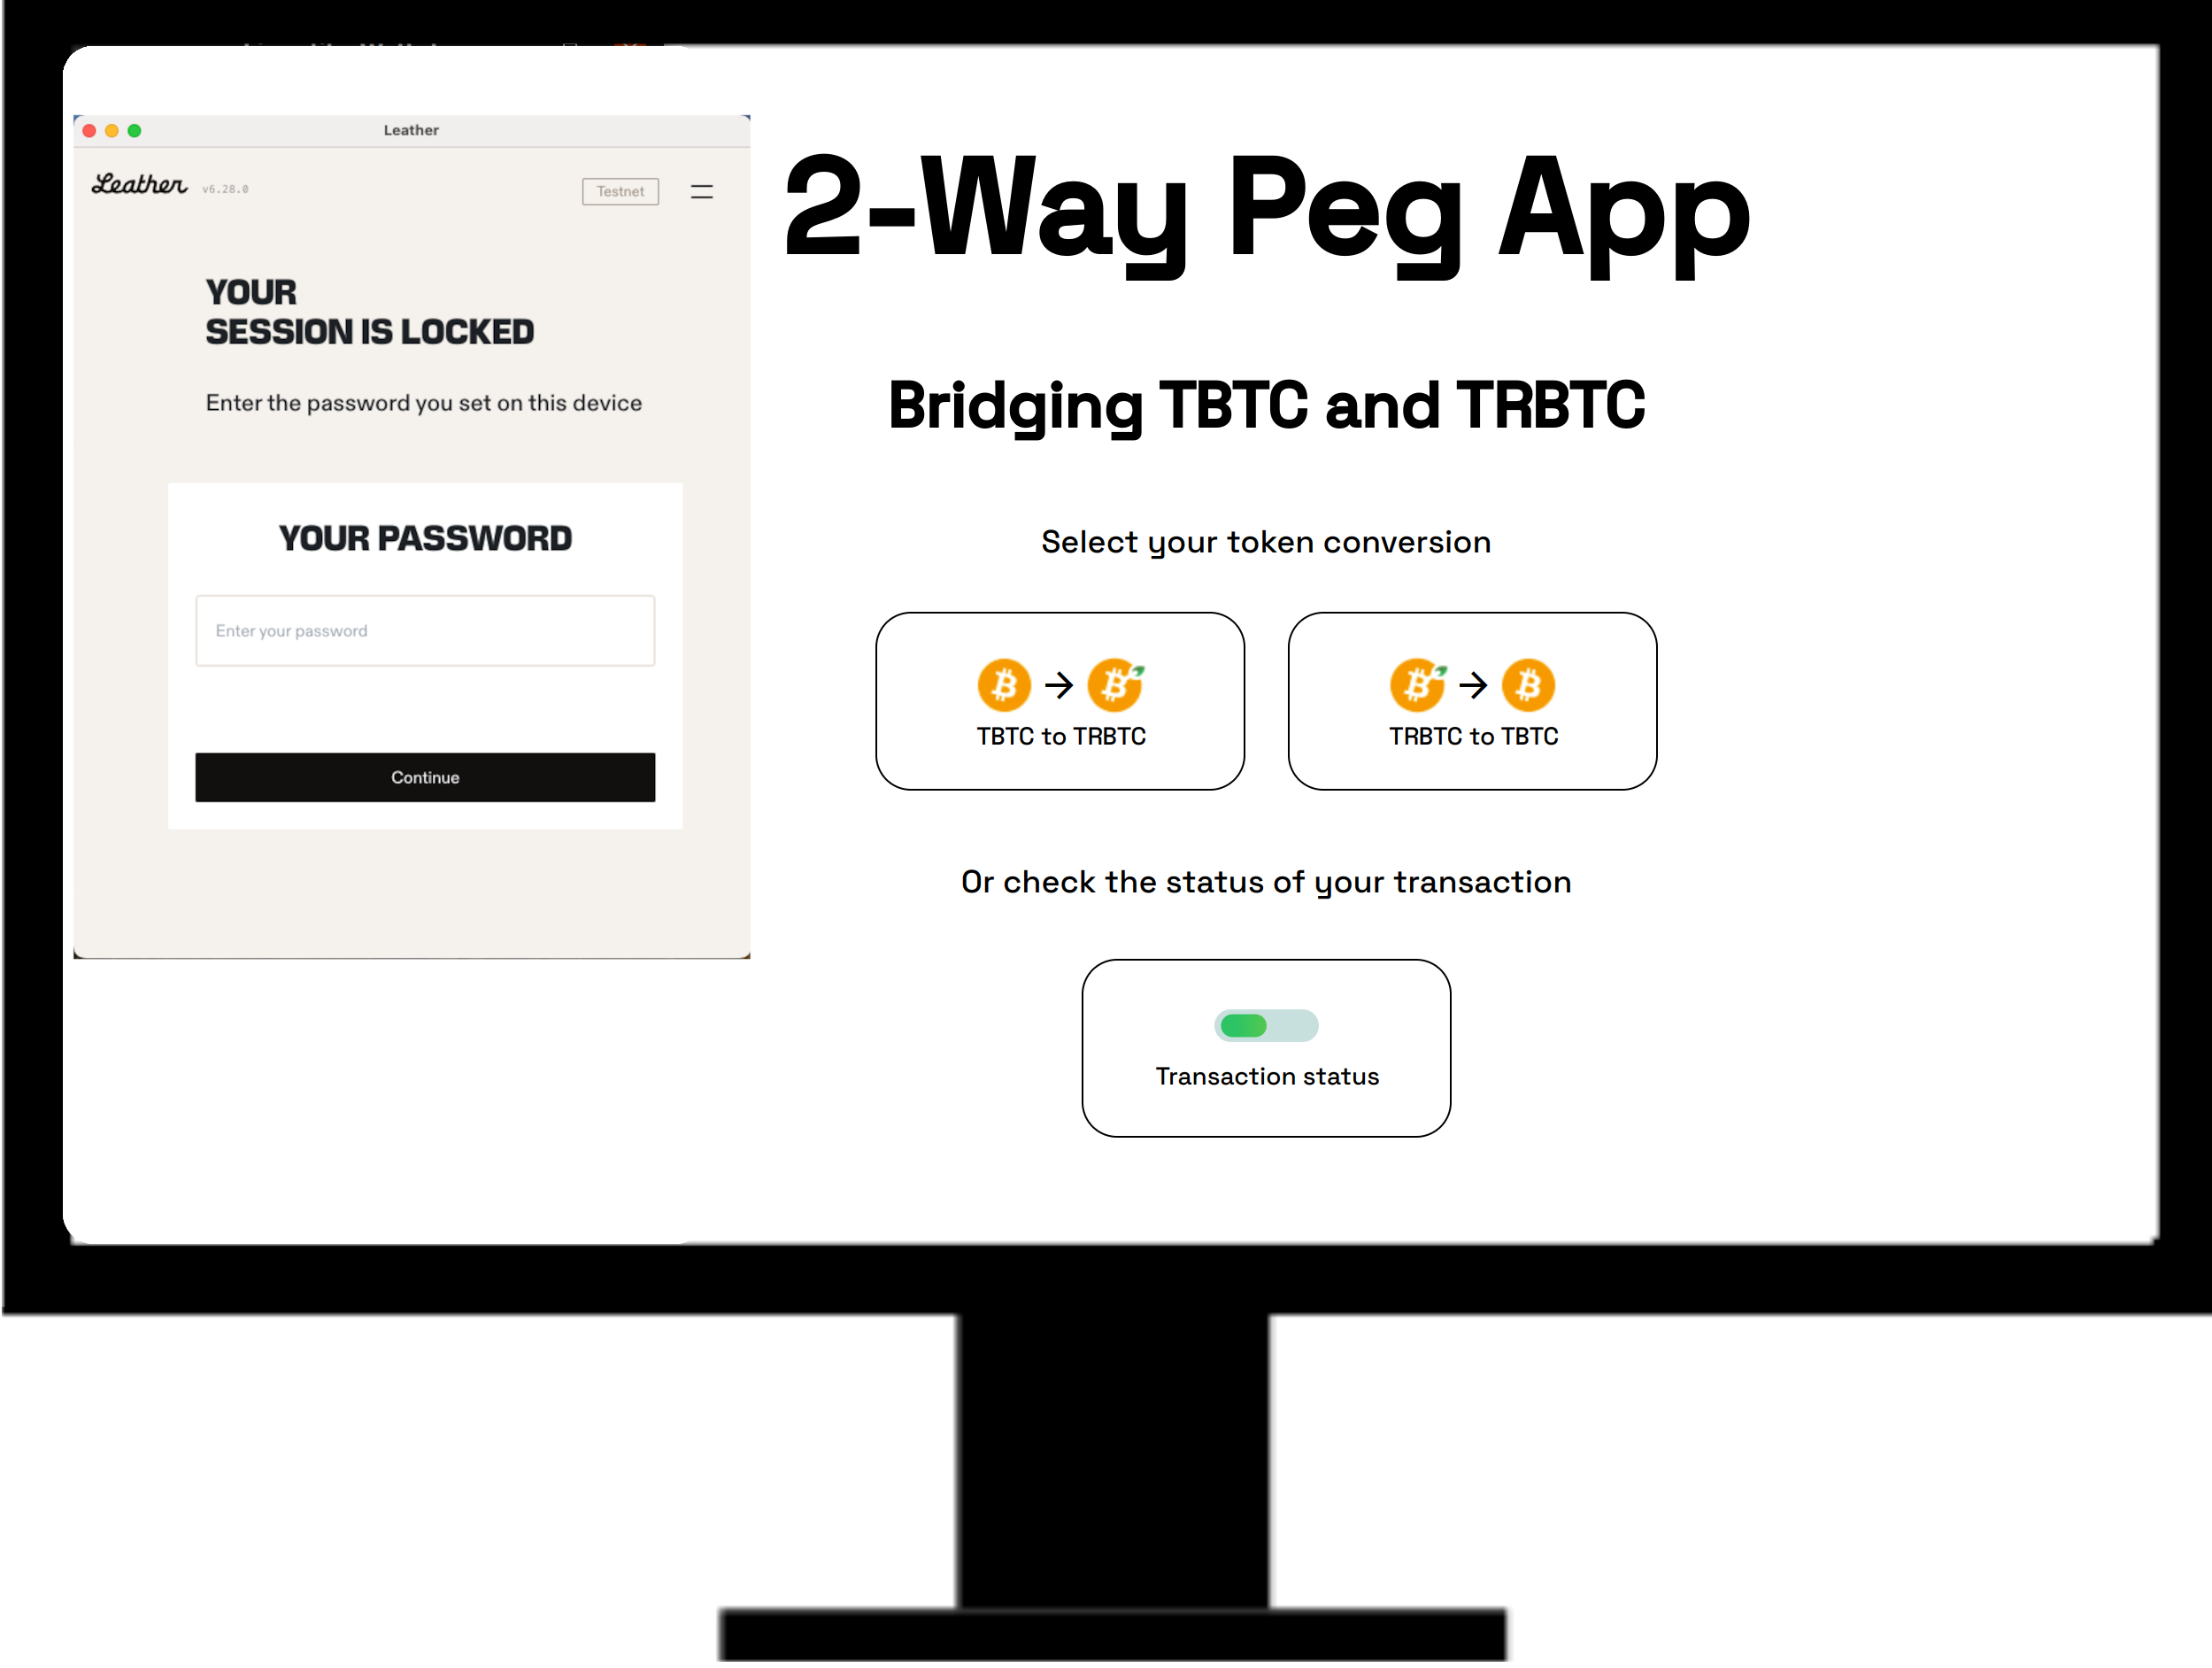 Leather
Leather v6.28.0
Testnet
YOUR
SESSION IS LOCKED
Enter the password you set on this device
YOUR PASSWORD
Enter your password
Continue
2-Way Peg App
Bridging TBTC and TRBTC
Select your token conversion
TBTC to TRBTC
TRBTC to TBTC
Or check the status of your transaction
Transaction status